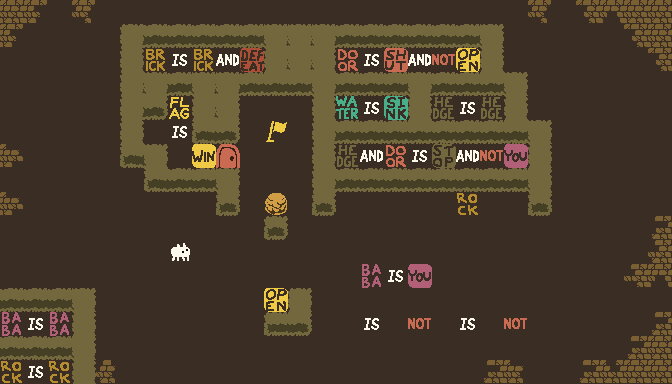 BRICK IS BRICK AND DEFEAT
DOOR IS SHUT AND NOT OPEN
FLAG
IS
WIN
WATER IS SINK
HEDGE IS HEDGE
HEDGE AND DOOR IS STOP AND NOT YOU
ROCK
BABA IS YOU
OPEN
BABA IS BABA
IS NOT IS NOT
ROCK IS ROCK